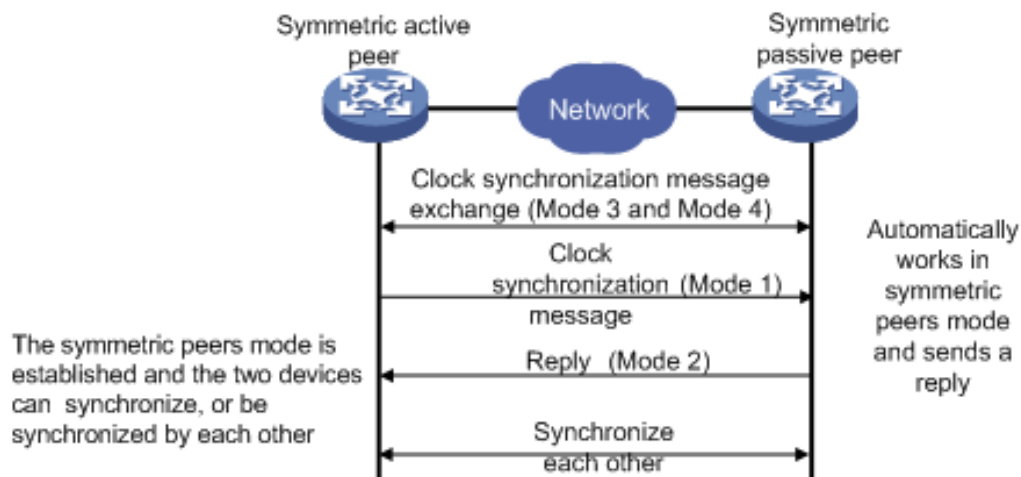 Symmetric active
peer
Symmetric
passive peer
Network
Clock synchronization message
exchange (Mode 3 and Mode 4)
Clock
synchronization (Mode 1)
message
Automatically
works in
symmetric
peers mode
and sends a
reply
Reply (Mode 2)
The symmetric peers mode is
established and the two devices
can synchronize, or be
synchronized by each other
Synchronize
each other